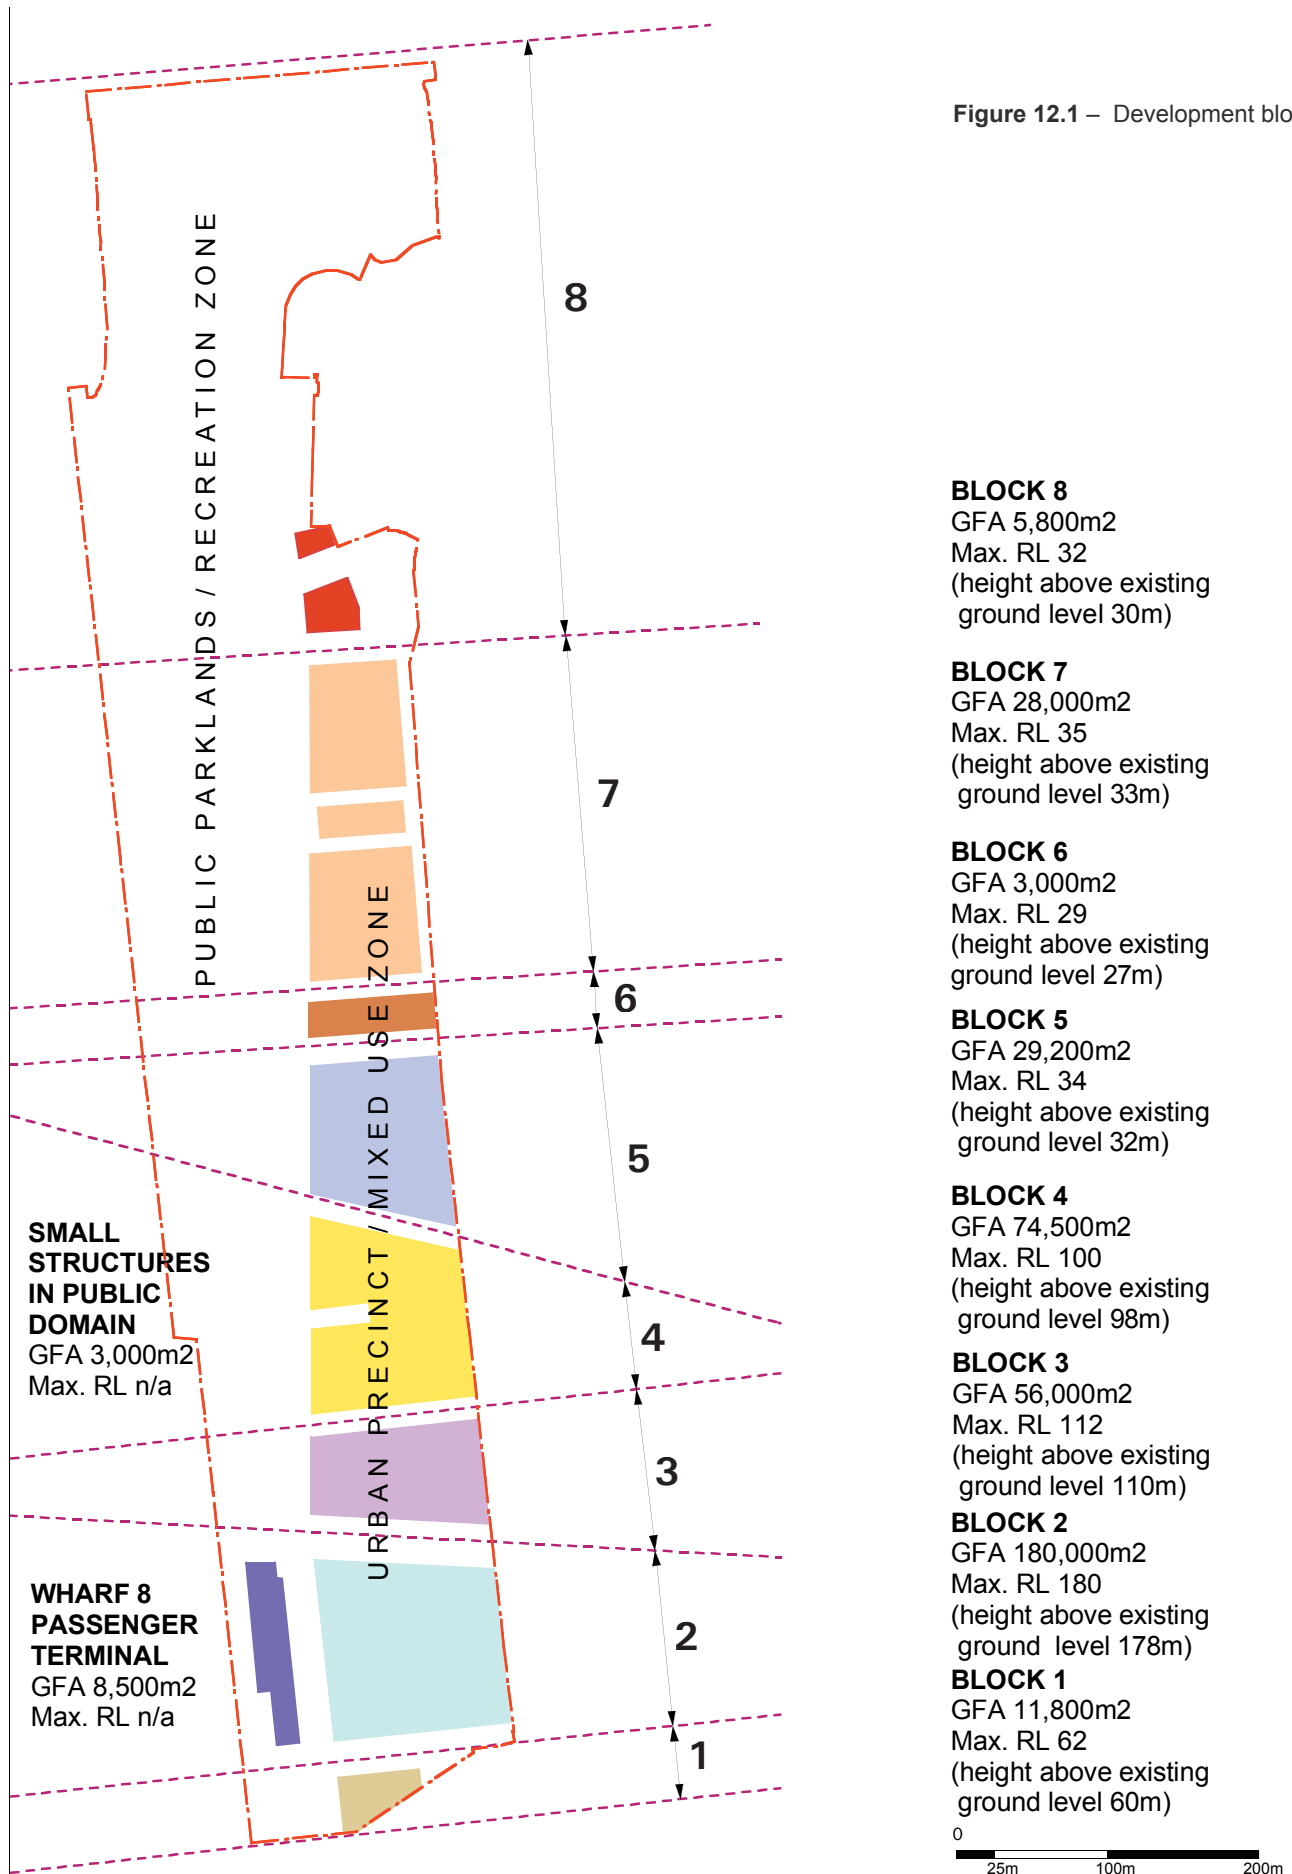 Figure 12.1 – Development blo
PUBLIC PARKLANDS / RECREATION ZONE
URBAN PRECINCT / MIXED USE ZONE
8
7
6
5
4
3
2
1
SMALL
STRUCTURES
IN PUBLIC
DOMAIN
GFA 3,000m2
Max. RL n/a
WHARF 8
PASSENGER
TERMINAL
GFA 8,500m2
Max. RL n/a
BLOCK 8
GFA 5,800m2
Max. RL 32
(height above existing
ground level 30m)
BLOCK 7
GFA 28,000m2
Max. RL 35
(height above existing
ground level 33m)
BLOCK 6
GFA 3,000m2
Max. RL 29
(height above existing
ground level 27m)
BLOCK 5
GFA 29,200m2
Max. RL 34
(height above existing
ground level 32m)
BLOCK 4
GFA 74,500m2
Max. RL 100
(height above existing
ground level 98m)
BLOCK 3
GFA 56,000m2
Max. RL 112
(height above existing
ground level 110m)
BLOCK 2
GFA 180,000m2
Max. RL 180
(height above existing
ground level 178m)
BLOCK 1
GFA 11,800m2
Max. RL 62
(height above existing
ground level 60m)
0
25m 100m 200m